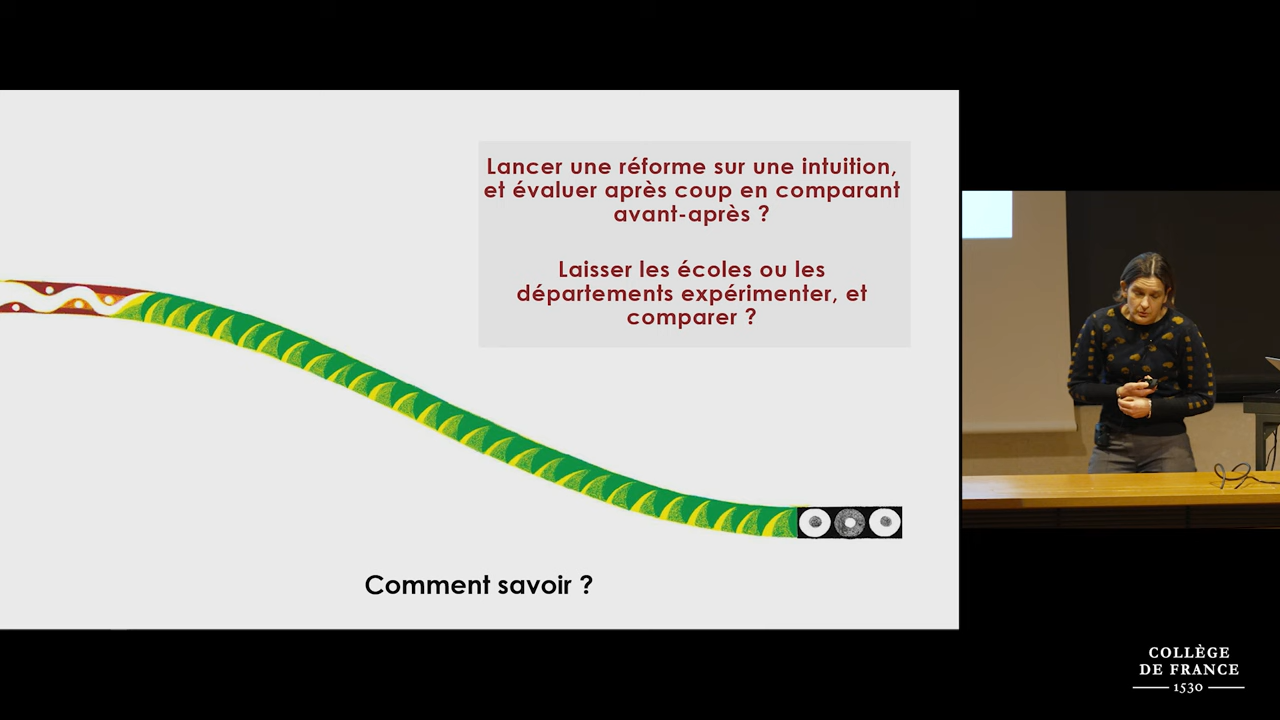 Lancer une réforme sur une intuition,
et évaluer après coup en comparant
avant-après ?
Laisser les écoles ou les
départements expérimenter, et
comparer ?
Comment savoir ?
COLLÈGE
DE FRANCE
1530